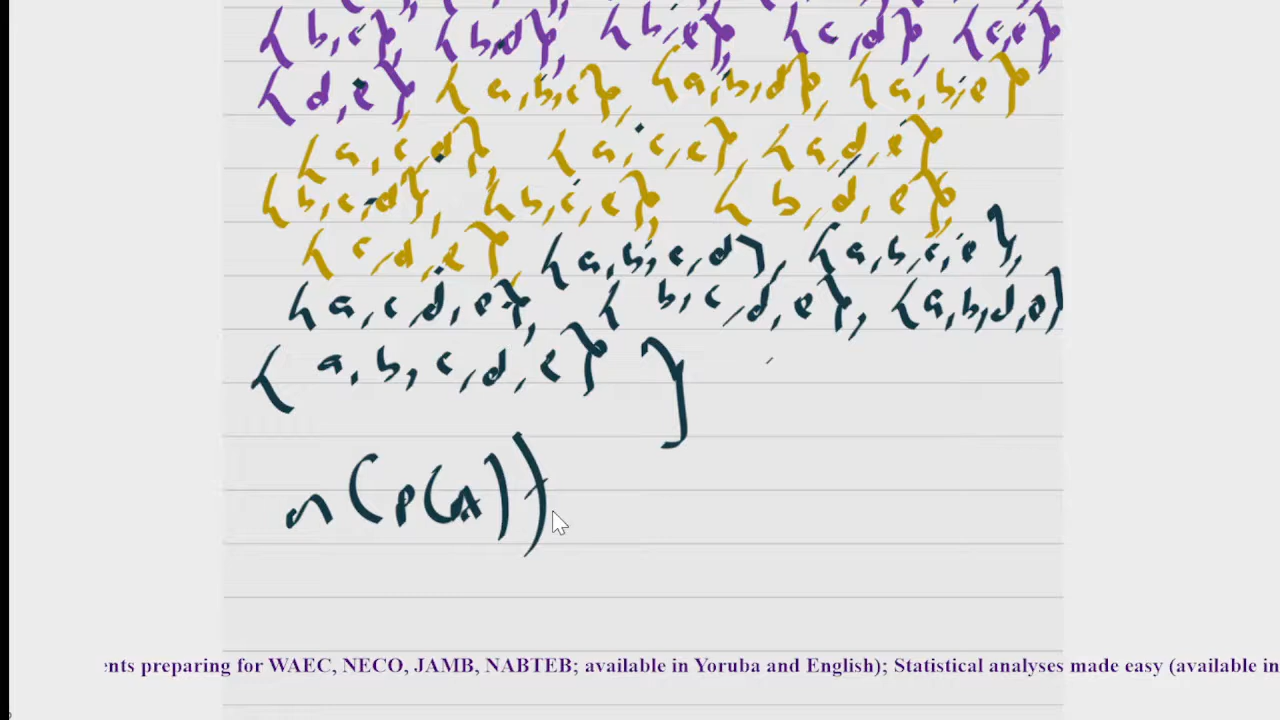 {b,c}, {b,d}, {b,e}, {c,d}, {c,e}
{d,e}, {a,b,c}, {a,b,d}, {a,b,e}
{a,c,d}, {a,c,e}, {a,d,e}
{b,c,d}, {b,c,e}, {b,d,e},
{c,d,e}, {a,b,c,d}, {a,b,c,e},
{a,c,d,e}, {b,c,d,e}, {a,b,d,e}
{a,b,c,d,e} }
n(P(A))
nts preparing for WAEC, NECO, JAMB, NABTEB; available in Yoruba and English); Statistical analyses made easy (available in